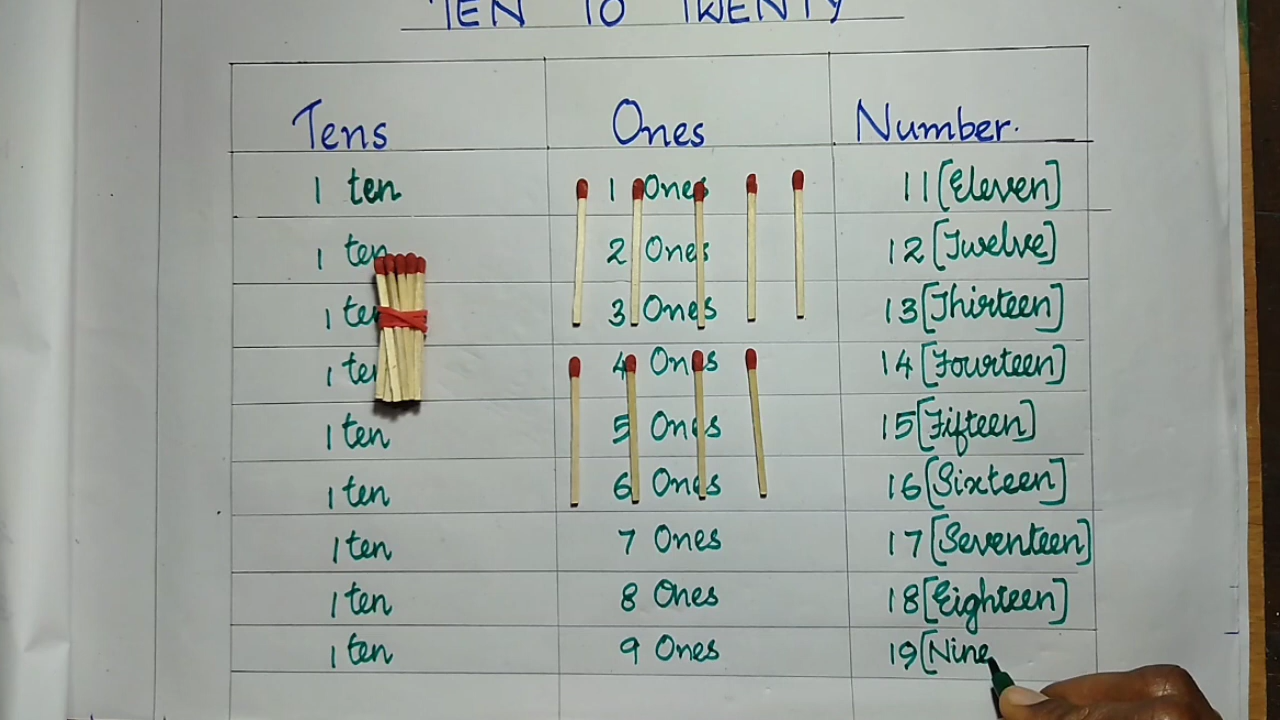 TEN TO TWENTY
Tens Ones Number.
1 ten 1 Ones 11 [Eleven]
1 ten 2 Ones 12 [Twelve]
1 ten 3 Ones 13 [Thirteen]
1 ten 4 Ones 14 [Fourteen]
1 ten 5 Ones 15 [Fifteen]
1 ten 6 Ones 16 [Sixteen]
1 ten 7 Ones 17 [Seventeen]
1 ten 8 Ones 18 [Eighteen]
1 ten 9 Ones 19 [Nine